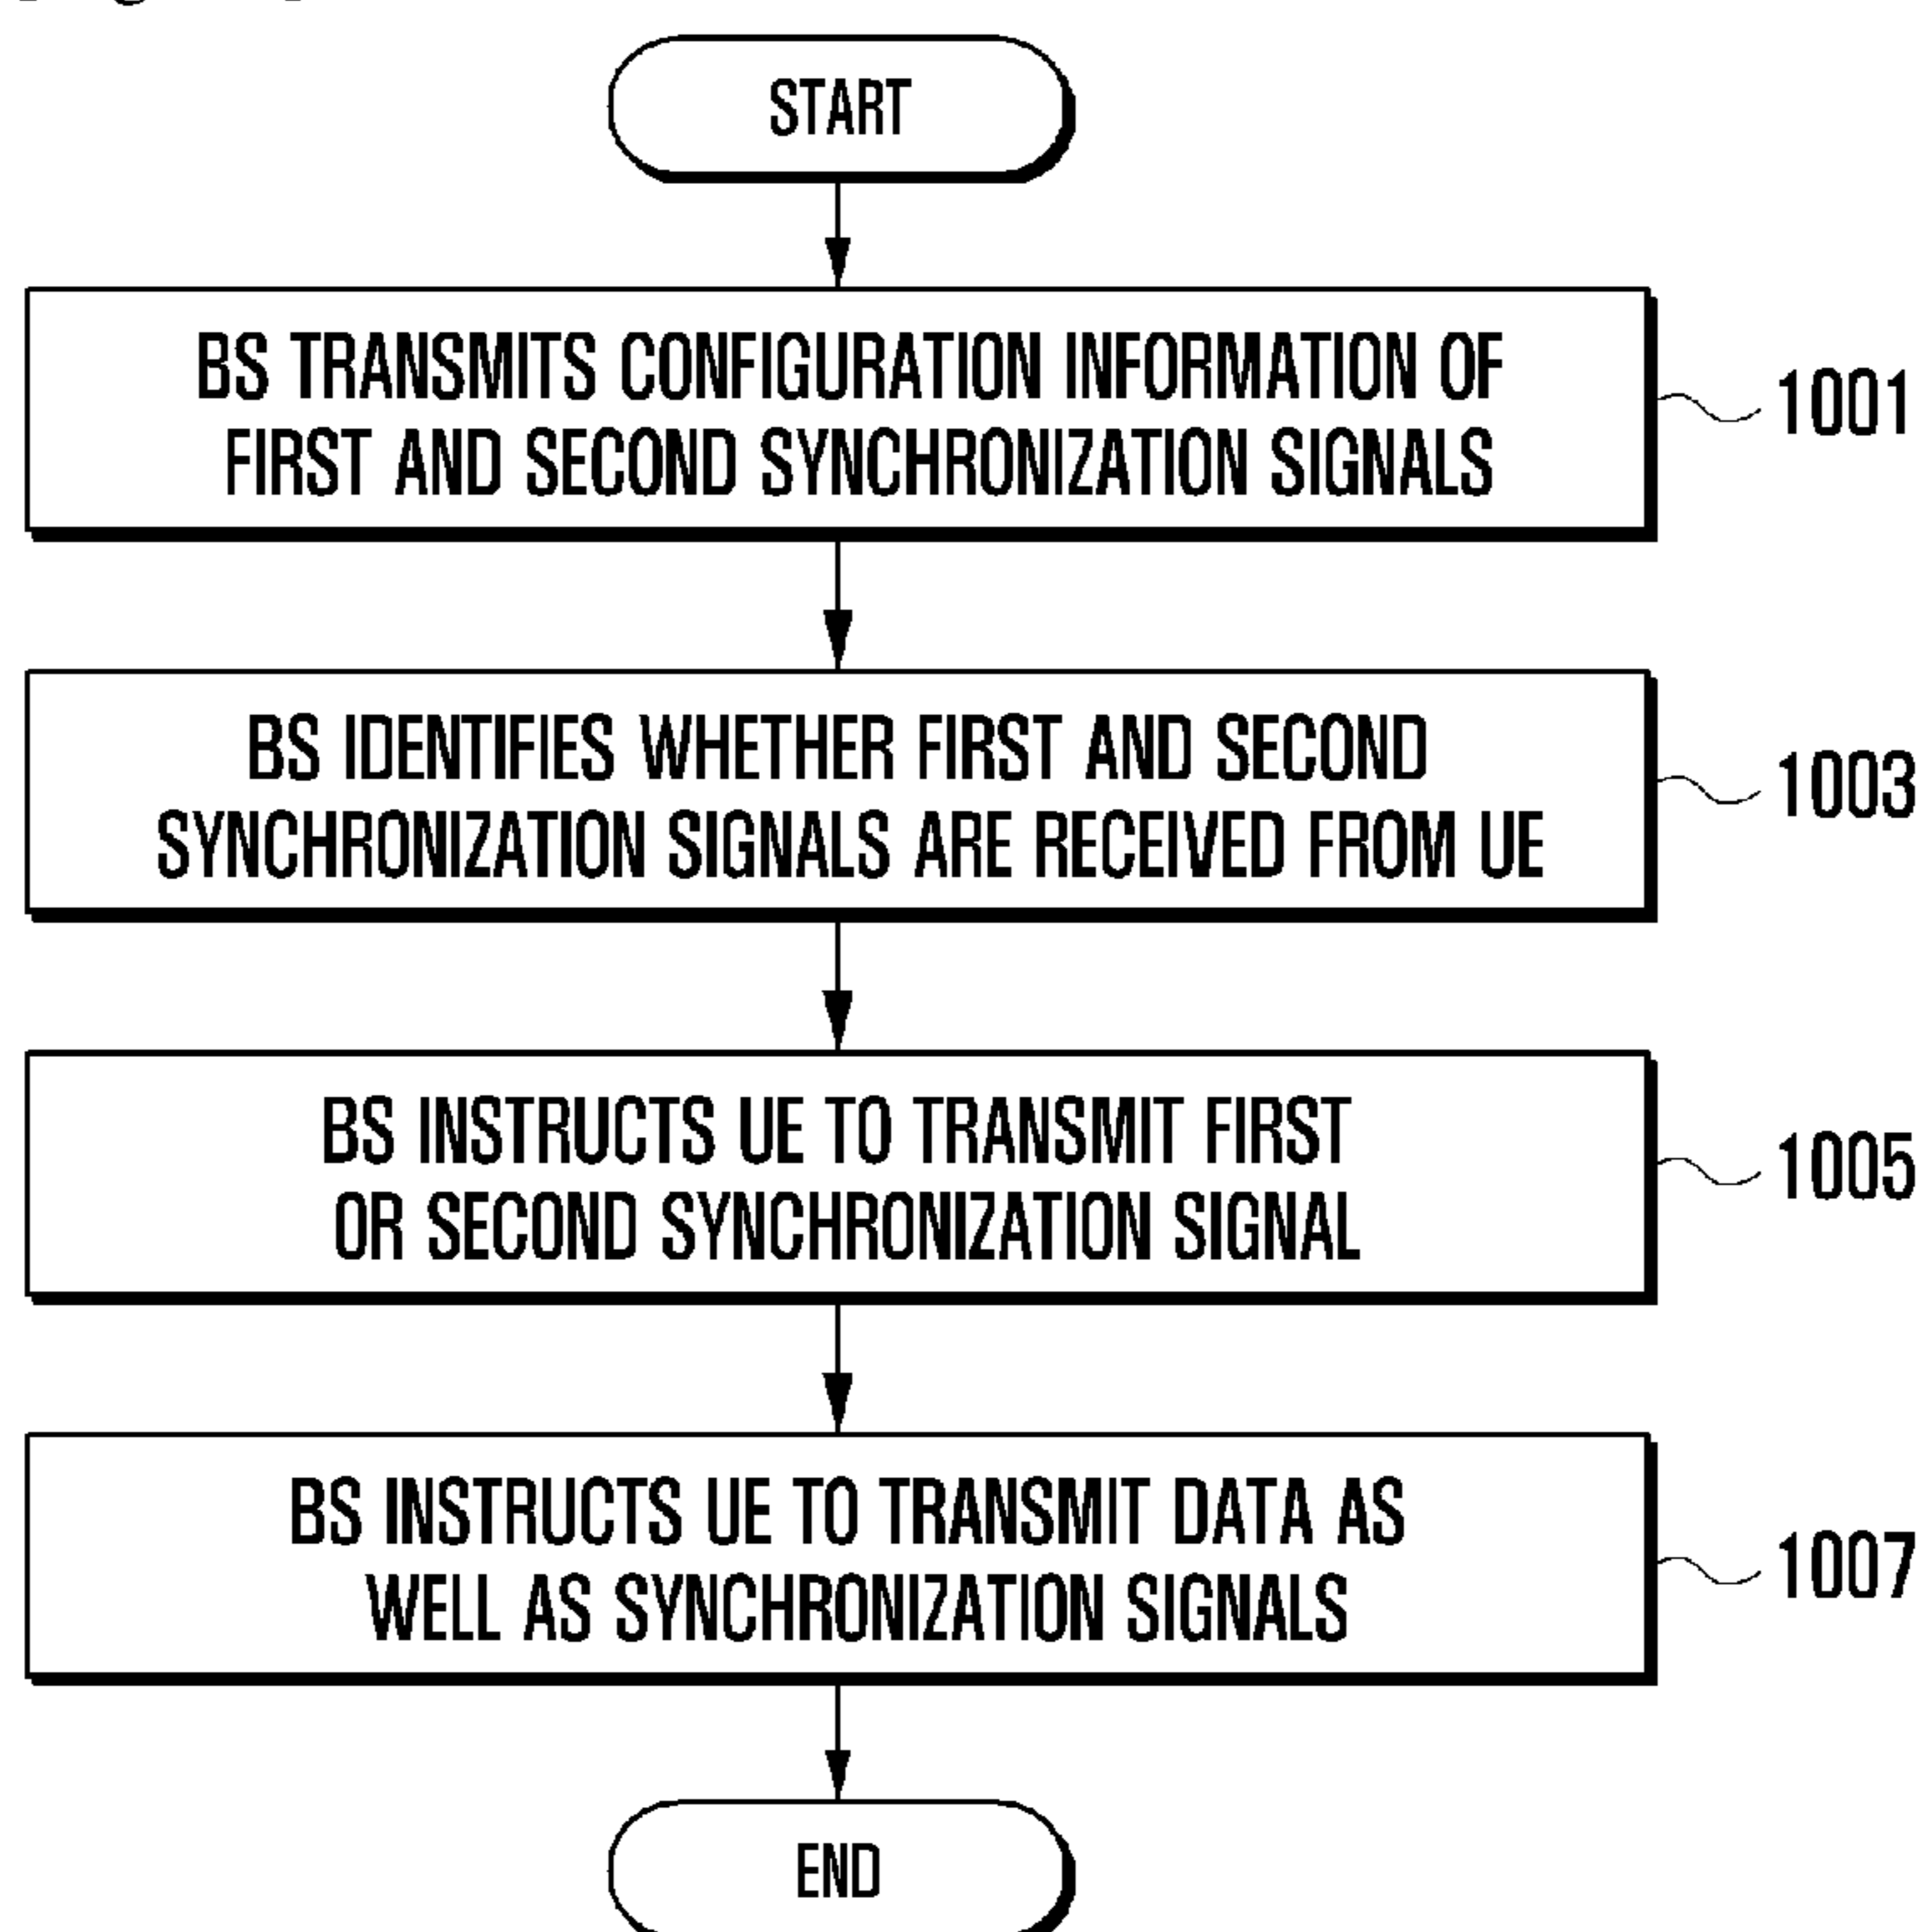 START
BS TRANSMITS CONFIGURATION INFORMATION OF
FIRST AND SECOND SYNCHRONIZATION SIGNALS
1001
BS IDENTIFIES WHETHER FIRST AND SECOND
SYNCHRONIZATION SIGNALS ARE RECEIVED FROM UE
1003
BS INSTRUCTS UE TO TRANSMIT FIRST
OR SECOND SYNCHRONIZATION SIGNAL
1005
BS INSTRUCTS UE TO TRANSMIT DATA AS
WELL AS SYNCHRONIZATION SIGNALS
1007
END